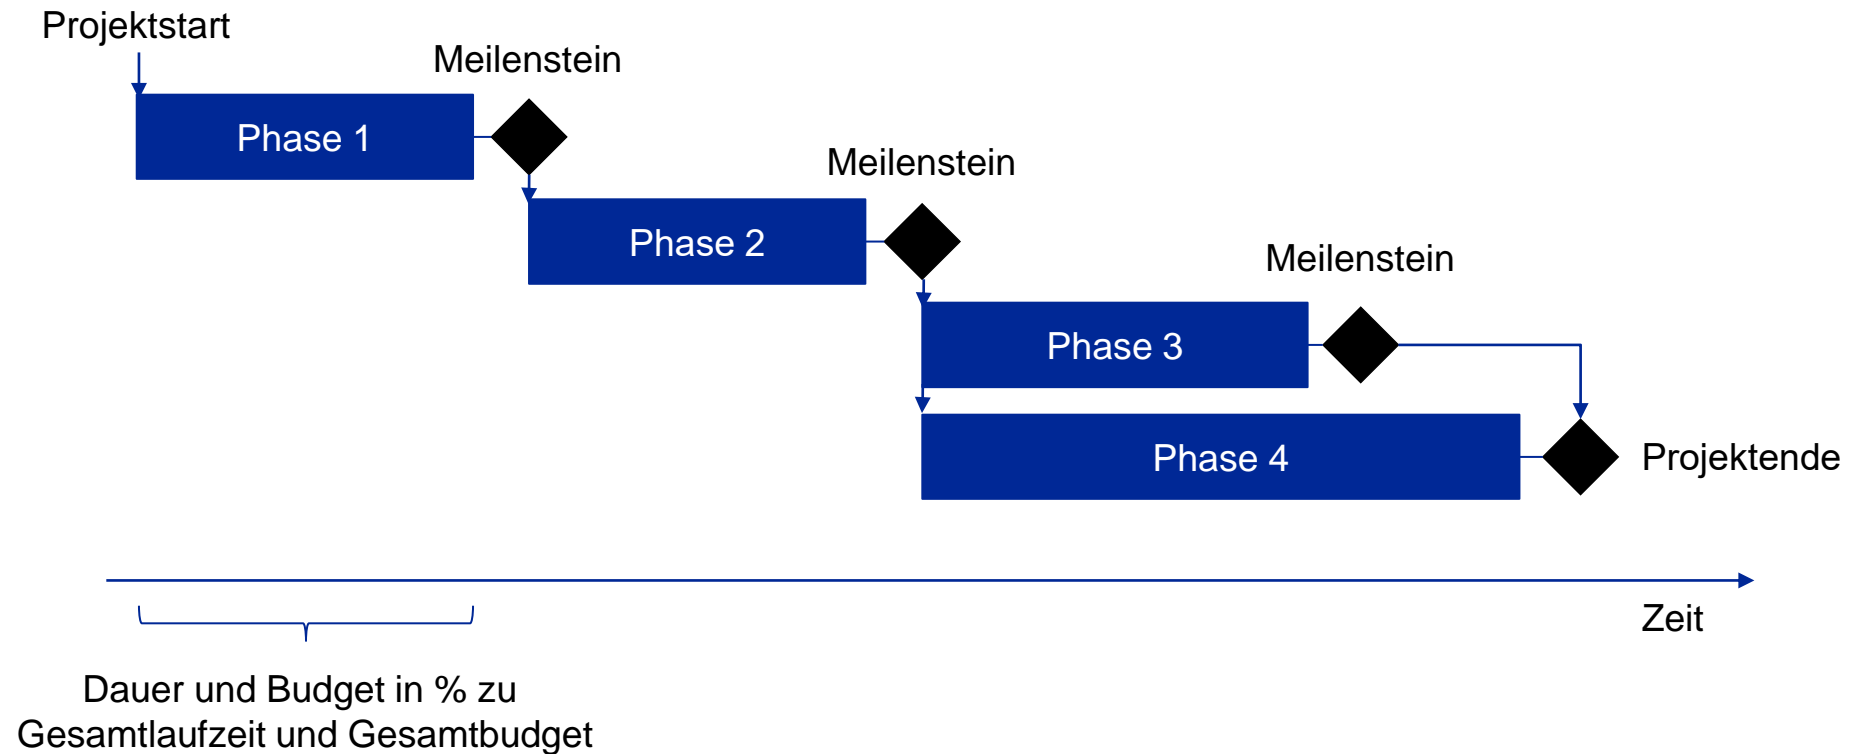 Projektstart
Meilenstein
Phase 1
Meilenstein
Phase 2
Meilenstein
Phase 3
Phase 4
Projektende
Zeit
Dauer und Budget in % zu
Gesamtlaufzeit und Gesamtbudget